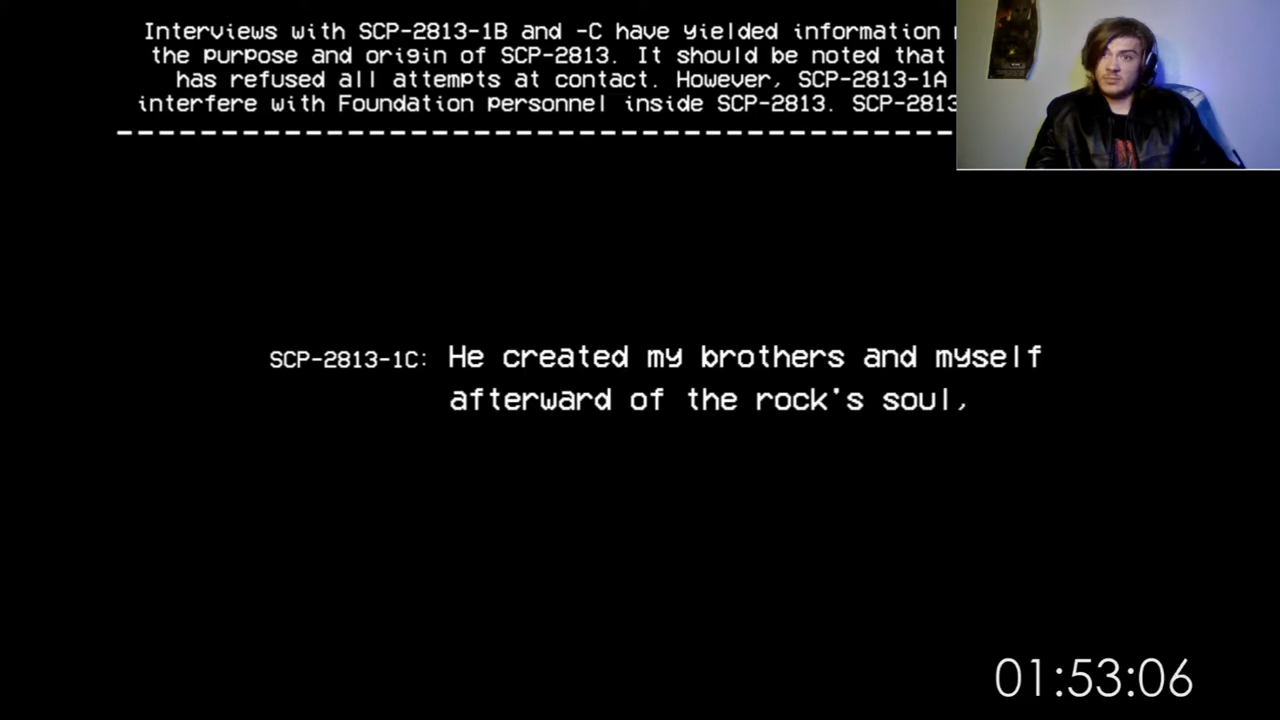 Interviews with SCP-2813-1B and -C have yielded information
the purpose and origin of SCP-2813. It should be noted that
has refused all attempts at contact. However, SCP-2813-1A
interfere with Foundation personnel inside SCP-2813. SCP-2813
SCP-2813-1C: He created my brothers and myself
afterward of the rock's soul,
01:53:06